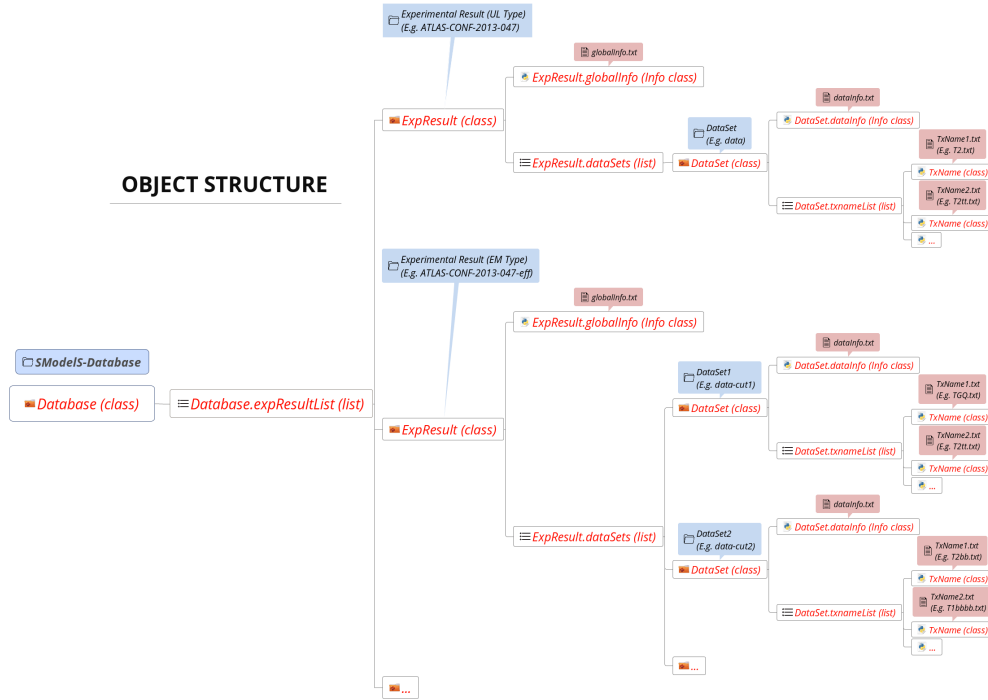 Experimental Result (UL Type)
(E.g. ATLAS-CONF-2013-047)
globalInfo.txt
ExpResult.globalInfo (Info class)
dataInfo.txt
ExpResult (class)
DataSet.dataInfo (Info class)
DataSet
(E.g. data)
TxName1.txt
(E.g. T2.txt)
ExpResult.dataSets (list)
DataSet (class)
TxName (class)
OBJECT STRUCTURE
TxName2.txt
(E.g. T2tt.txt)
DataSet.txnameList (list)
TxName (class)
...
Experimental Result (EM Type)
(E.g. ATLAS-CONF-2013-047-eff)
globalInfo.txt
ExpResult.globalInfo (Info class)
dataInfo.txt
SModelS-Database
DataSet.dataInfo (Info class)
DataSet1
(E.g. data-cut1)
TxName1.txt
(E.g. TGQ.txt)
Database (class)
Database.expResultList (list)
DataSet (class)
TxName (class)
ExpResult (class)
TxName2.txt
(E.g. T2tt.txt)
DataSet.txnameList (list)
TxName (class)
...
dataInfo.txt
DataSet.dataInfo (Info class)
ExpResult.dataSets (list)
DataSet2
(E.g. data-cut2)
TxName1.txt
(E.g. T2bb.txt)
DataSet (class)
TxName (class)
TxName2.txt
(E.g. T1bbbb.txt)
DataSet.txnameList (list)
TxName (class)
...
...
...